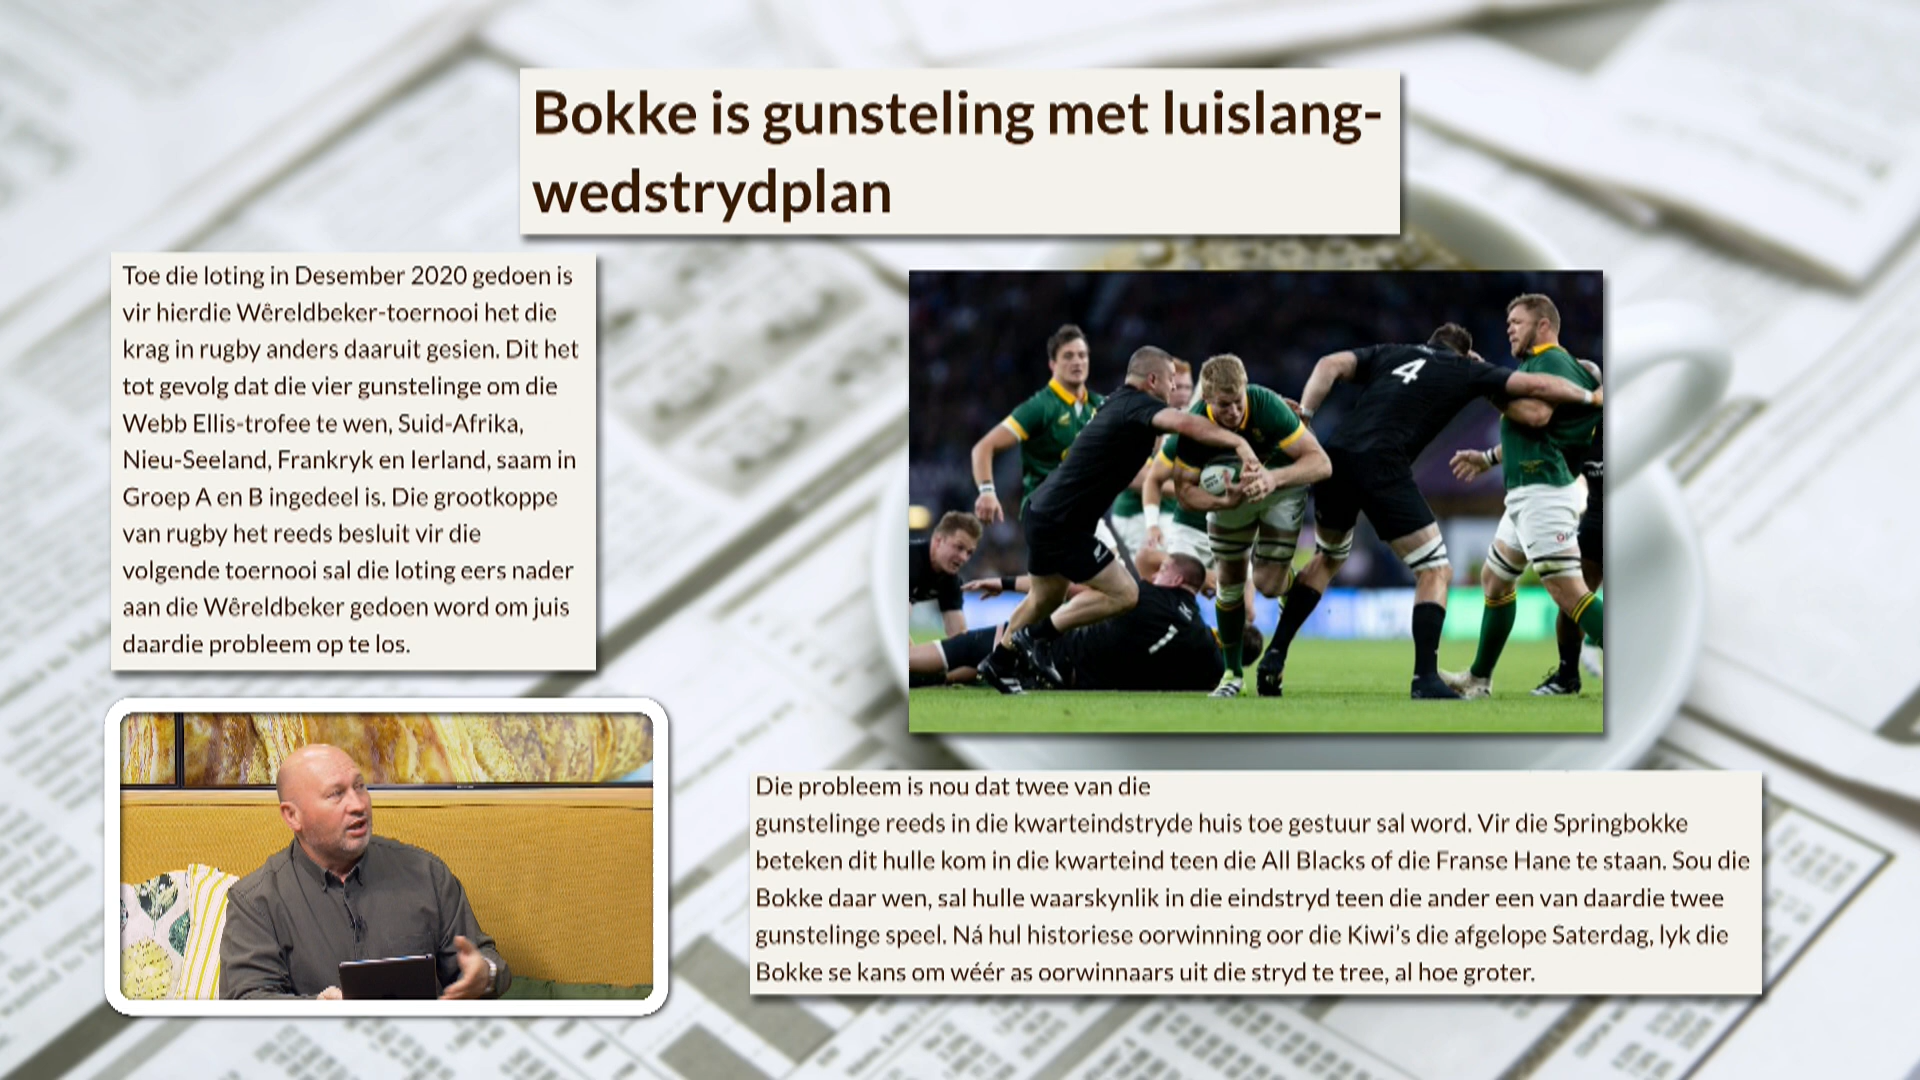 Bokke is gunsteling met luislang-
wedstrydplan
Toe die loting in Desember 2020 gedoen is
vir hierdie Wêreldbeker-toernooi het die
krag in rugby anders daaruit gesien. Dit het
tot gevolg dat die vier gunstelinge om die
Webb Ellis-trofee te wen, Suid-Afrika,
Nieu-Seeland, Frankryk en Ierland, saam in
Groep A en B ingedeel is. Die grootkoppe
van rugby het reeds besluit vir die
volgende toernooi sal die loting eers nader
aan die Wêreldbeker gedoen word om juis
daardie probleem op te los.
4
11
Die probleem is nou dat twee van die
gunstelinge reeds in die kwarteindstryde huis toe gestuur sal word. Vir die Springbokke
beteken dit hulle kom in die kwarteind teen die All Blacks of die Franse Hane te staan. Sou die
Bokke daar wen, sal hulle waarskynlik in die eindstryd teen die ander een van daardie twee
gunstelinge speel. Ná hul historiese oorwinning oor die Kiwi's die afgelope Saterdag, lyk die
Bokke se kans om wéér as oorwinnaars uit die stryd te tree, al hoe groter.